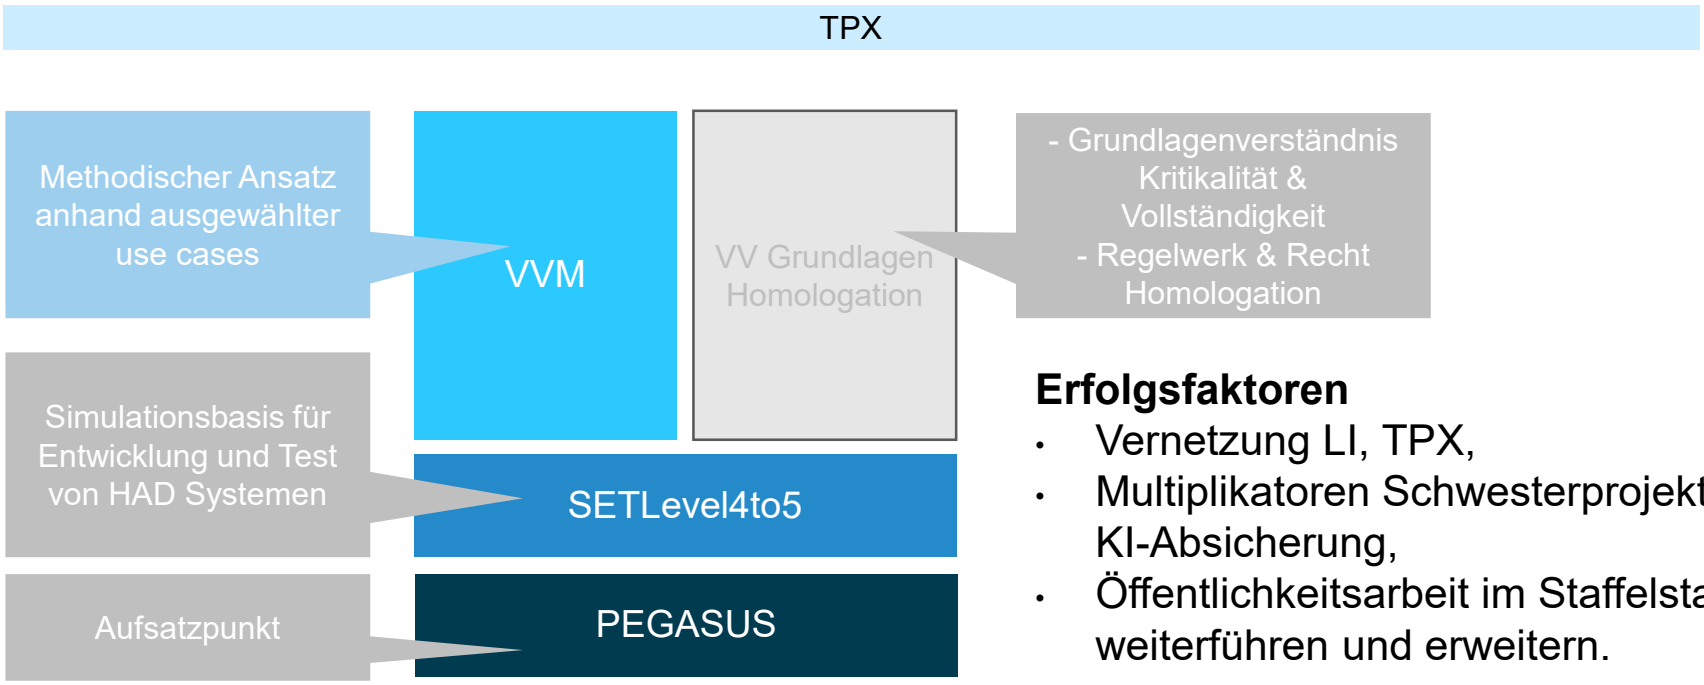 TPX
Methodischer Ansatz
anhand ausgewählter
use cases
VVM
VV Grundlagen
Homologation
- Grundlagenverständnis
Kritikalität &
Vollständigkeit
- Regelwerk & Recht
Homologation
Simulationsbasis für
Entwicklung und Test
von HAD Systemen
SETLevel4to5
Aufsatzpunkt
PEGASUS
Erfolgsfaktoren
• Vernetzung LI, TPX,
• Multiplikatoren Schwesterprojekt
KI-Absicherung,
• Öffentlichkeitsarbeit im Staffelsta
weiterführen und erweitern.